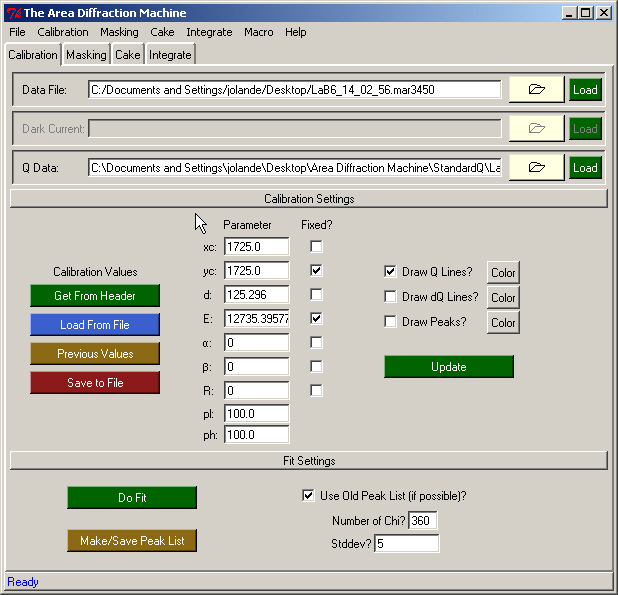 The Area Diffraction Machine
File Calibration Masking Cake Integrate Macro Help
Calibration Masking Cake Integrate
Data File: C:/Documents and Settings/jolande/Desktop/LaB6_14_02_56.mar3450 Load
Dark Current: Load
Q Data: C:\Documents and Settings\jolande\Desktop\Area Diffraction Machine\StandardQ\La Load
Calibration Settings
Parameter Fixed?
xc: 1725.0
Calibration Values yc: 1725.0 Draw Q Lines? Color
Get From Header d: 125.296 Draw dQ Lines? Color
Load From File E: 12735.39577 Draw Peaks? Color
α: 0
Previous Values β: 0 Update
Save to File R: 0
pl: 100.0
ph: 100.0
Fit Settings
Do Fit Use Old Peak List (if possible)?
Number of Chi? 360
Make/Save Peak List Stddev? 5
Ready